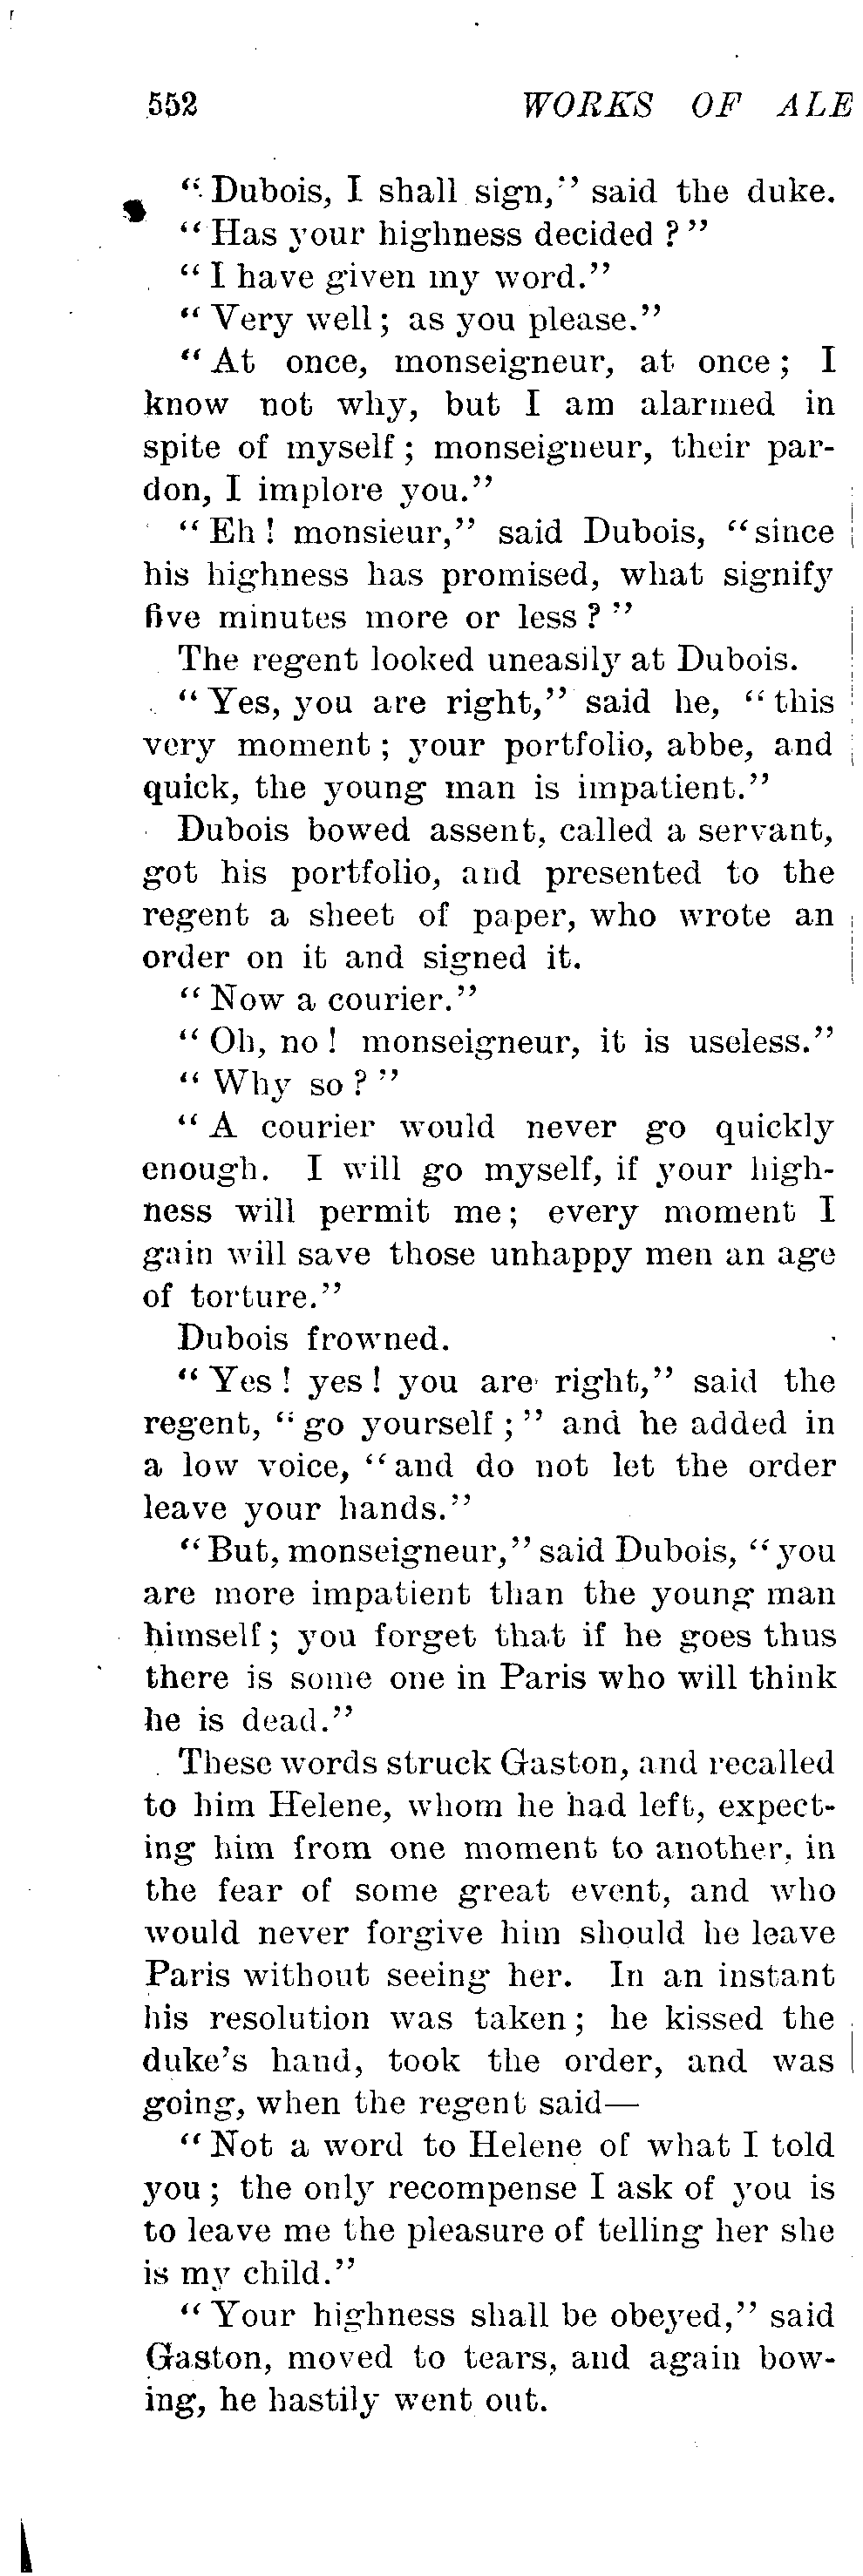 552 WORKS OF ALE
"Dubois, I shall sign," said the duke.
"Has your highness decided ?"
"I have given my word."
"Very well; as you please."
"At once, monseigneur, at once; I
know not why, but I am alarmed in
spite of myself; monseigneur, their par-
don, I implore you."
"Eh! monsieur," said Dubois, "since
his highness has promised, what signify
five minutes more or less ?"
The regent looked uneasily at Dubois.
"Yes, you are right," said he, "this
very moment; your portfolio, abbe, and
quick, the young man is impatient."
Dubois bowed assent, called a servant,
got his portfolio, and presented to the
regent a sheet of paper, who wrote an
order on it and signed it.
"Now a courier."
"Oh, no! monseigneur, it is useless."
"Why so ?"
"A courier would never go quickly
enough. I will go myself, if your high-
ness will permit me; every moment I
gain will save those unhappy men an age
of torture."
Dubois frowned.
"Yes! yes! you are right," said the
regent, "go yourself;" and he added in
a low voice, "and do not let the order
leave your hands."
"But, monseigneur," said Dubois, "you
are more impatient than the young man
himself; you forget that if he goes thus
there is some one in Paris who will think
he is dead."
These words struck Gaston, and recalled
to him Helene, whom he had left, expect-
ing him from one moment to another, in
the fear of some great event, and who
would never forgive him should he leave
Paris without seeing her. In an instant
his resolution was taken; he kissed the
duke's hand, took the order, and was
going, when the regent said—
"Not a word to Helene of what I told
you; the only recompense I ask of you is
to leave me the pleasure of telling her she
is my child."
"Your highness shall be obeyed," said
Gaston, moved to tears, and again bow-
ing, he hastily went out.